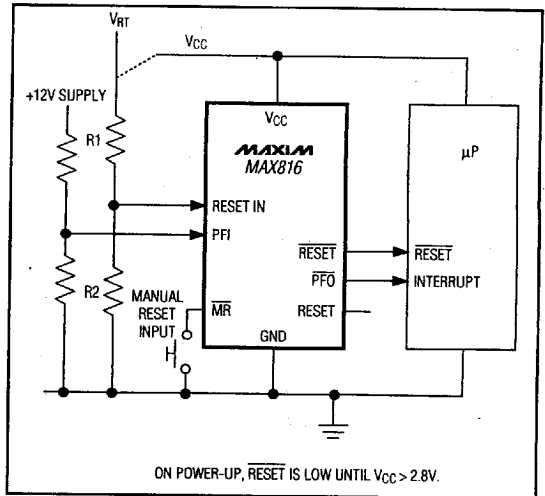 VRT
VCC
+12V SUPPLY
R1
VCC
MAXIM
MAX816
μP
RESET IN
PFI
RESET
RESET
R2
PFO
INTERRUPT
MANUAL
RESET
INPUT
MR
RESET
GND
ON POWER-UP, RESET IS LOW UNTIL VCC > 2.8V.